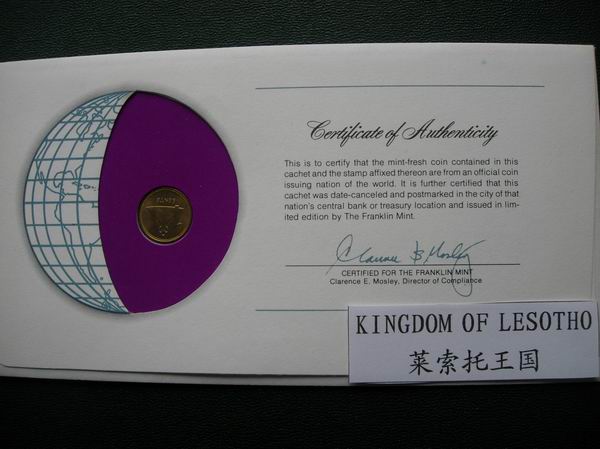 Certificate of Authenticity
This is to certify that the mint-fresh coin contained in this
cachet and the stamp affixed thereon are from an official coin
issuing nation of the world. It is further certified that this
cachet was date-canceled and postmarked in the city of that
nation's central bank or treasury location and issued in lim-
ited edition by The Franklin Mint.
Clarence E. Mosley
CERTIFIED FOR THE FRANKLIN MINT
Clarence E. Mosley, Director of Compliance
KINGDOM OF LESOTHO
莱索托王国